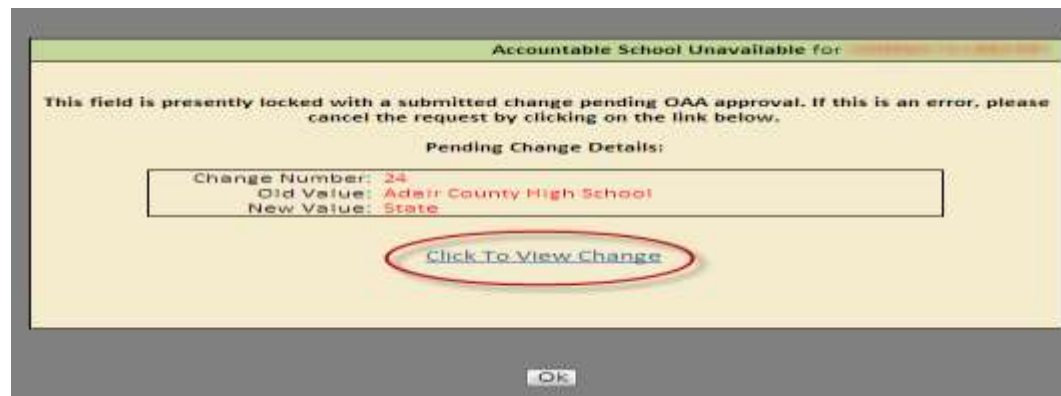 Accountable School Unavailable for
This field is presently locked with a submitted change pending OAA approval. If this is an error, please
cancel the request by clicking on the link below.
Pending Change Details:
Change Number: 24
Old Value: Adair County High School
New Value: State
Click To View Change
Ok